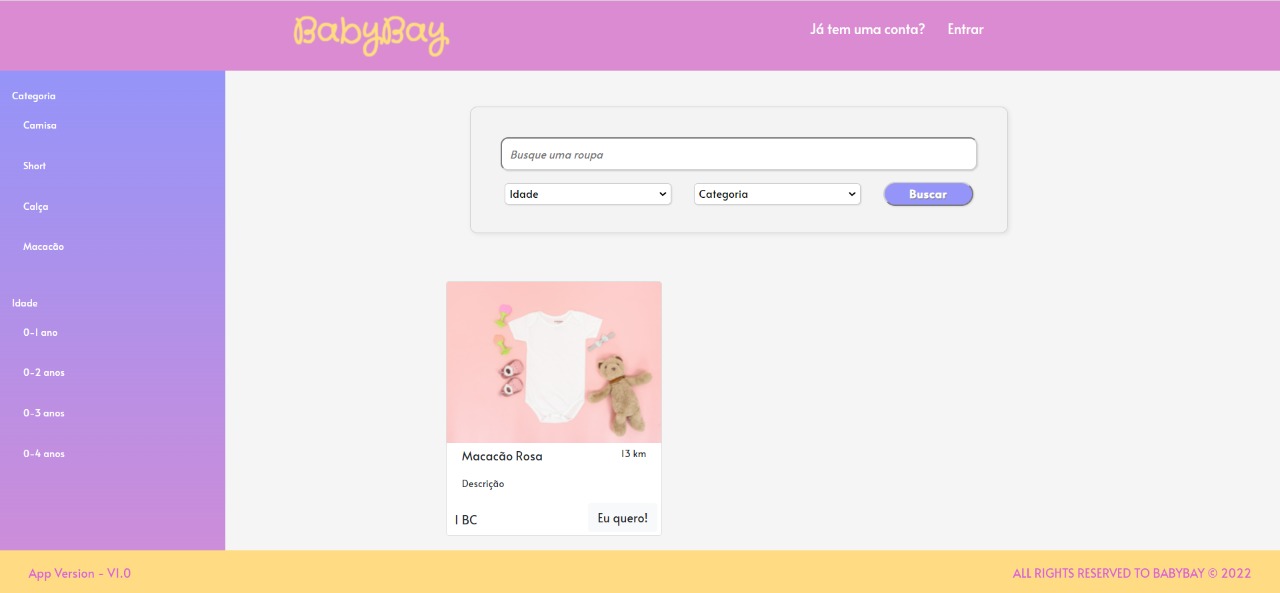 BabyBay
Já tem uma conta? Entrar
Categoria
Camisa
Short
Calça
Macacão
Idade
0-1 ano
0-2 anos
0-3 anos
0-4 anos
Busque uma roupa
Idade Categoria Buscar
Macacão Rosa 13 km
Descrição
1 BC Eu quero!
App Version - V1.0 ALL RIGHTS RESERVED TO BABYBAY © 2022